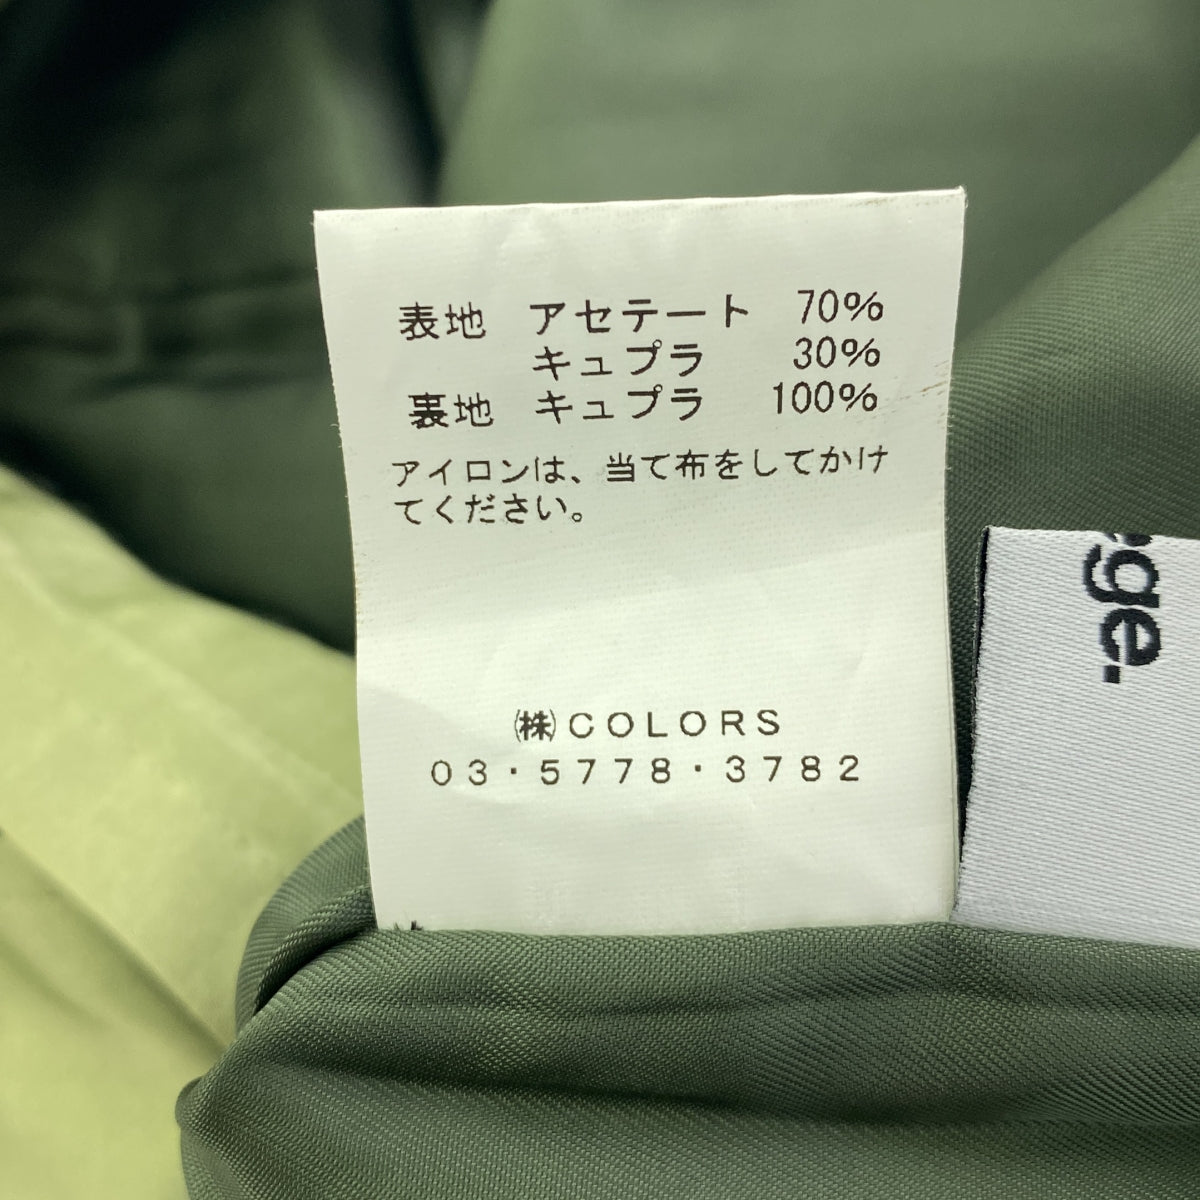 表地 アセテート 70%
キュプラ 30%
裏地 キュプラ 100%
アイロンは、当て布をしてかけ
てください。
㈱COLORS
03・5778・3782
ge.